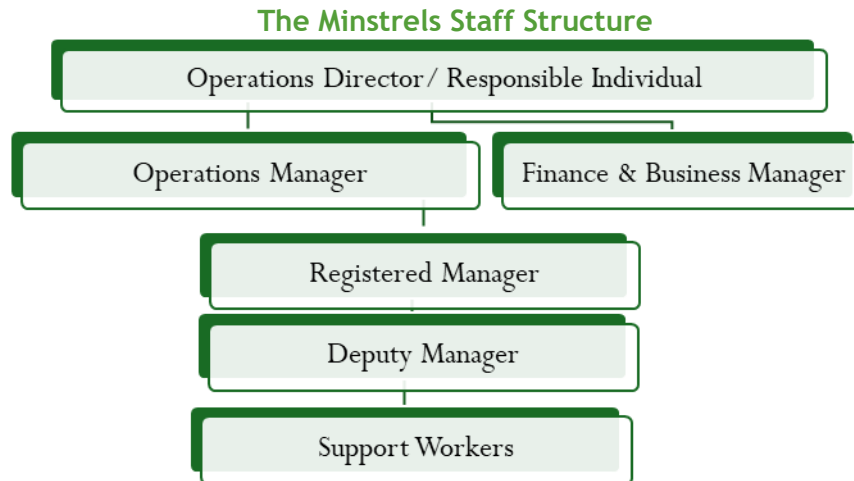 The Minstrels Staff Structure
Operations Director/ Responsible Individual
Operations Manager
Finance & Business Manager
Registered Manager
Deputy Manager
Support Workers